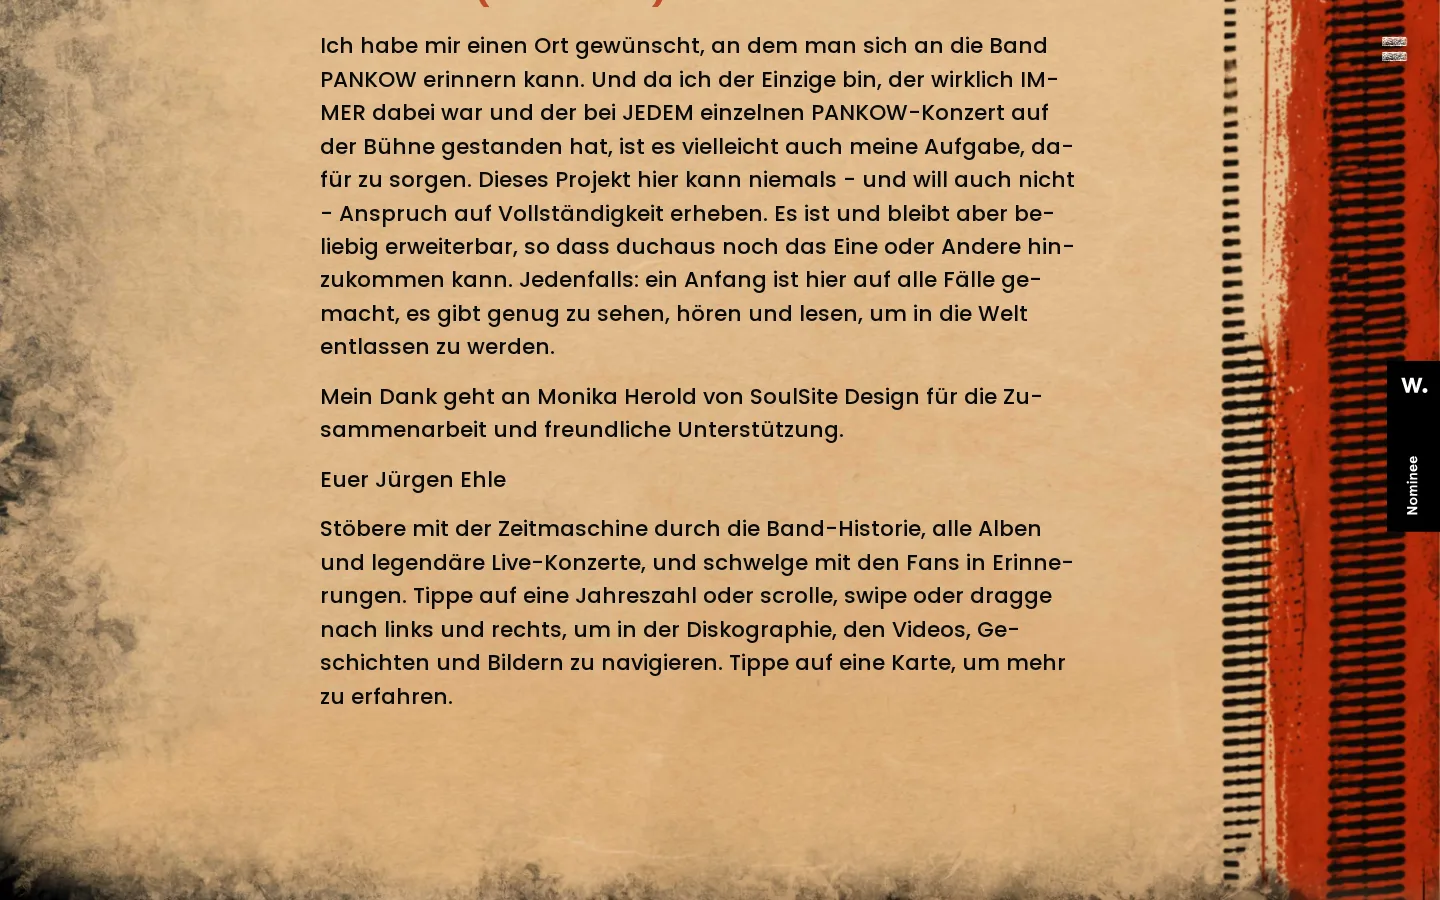 Ich habe mir einen Ort gewünscht, an dem man sich an die Band
PANKOW erinnern kann. Und da ich der Einzige bin, der wirklich IM-
MER dabei war und der bei JEDEM einzelnen PANKOW-Konzert auf
der Bühne gestanden hat, ist es vielleicht auch meine Aufgabe, da-
für zu sorgen. Dieses Projekt hier kann niemals - und will auch nicht
- Anspruch auf Vollständigkeit erheben. Es ist und bleibt aber be-
liebig erweiterbar, so dass duchaus noch das Eine oder Andere hin-
zukommen kann. Jedenfalls: ein Anfang ist hier auf alle Fälle ge-
macht, es gibt genug zu sehen, hören und lesen, um in die Welt
entlassen zu werden.
Mein Dank geht an Monika Herold von SoulSite Design für die Zu-
sammenarbeit und freundliche Unterstützung.
Euer Jürgen Ehle
Stöbere mit der Zeitmaschine durch die Band-Historie, alle Alben
und legendäre Live-Konzerte, und schwelge mit den Fans in Erinne-
rungen. Tippe auf eine Jahreszahl oder scrolle, swipe oder dragge
nach links und rechts, um in der Diskographie, den Videos, Ge-
schichten und Bildern zu navigieren. Tippe auf eine Karte, um mehr
zu erfahren.
W.
Nominee